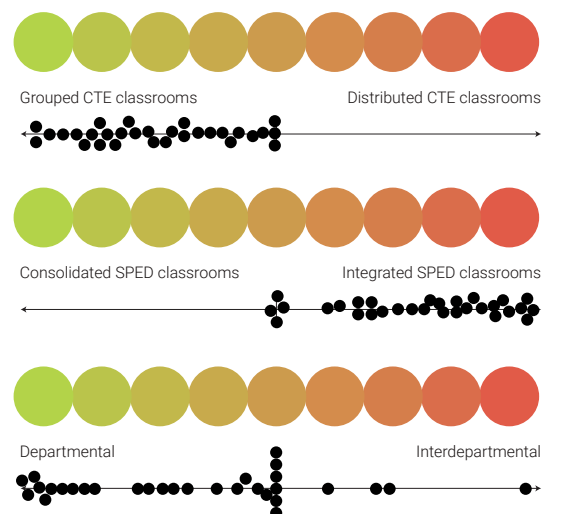 Grouped CTE classrooms Distributed CTE classrooms
Consolidated SPED classrooms Integrated SPED classrooms
Departmental Interdepartmental